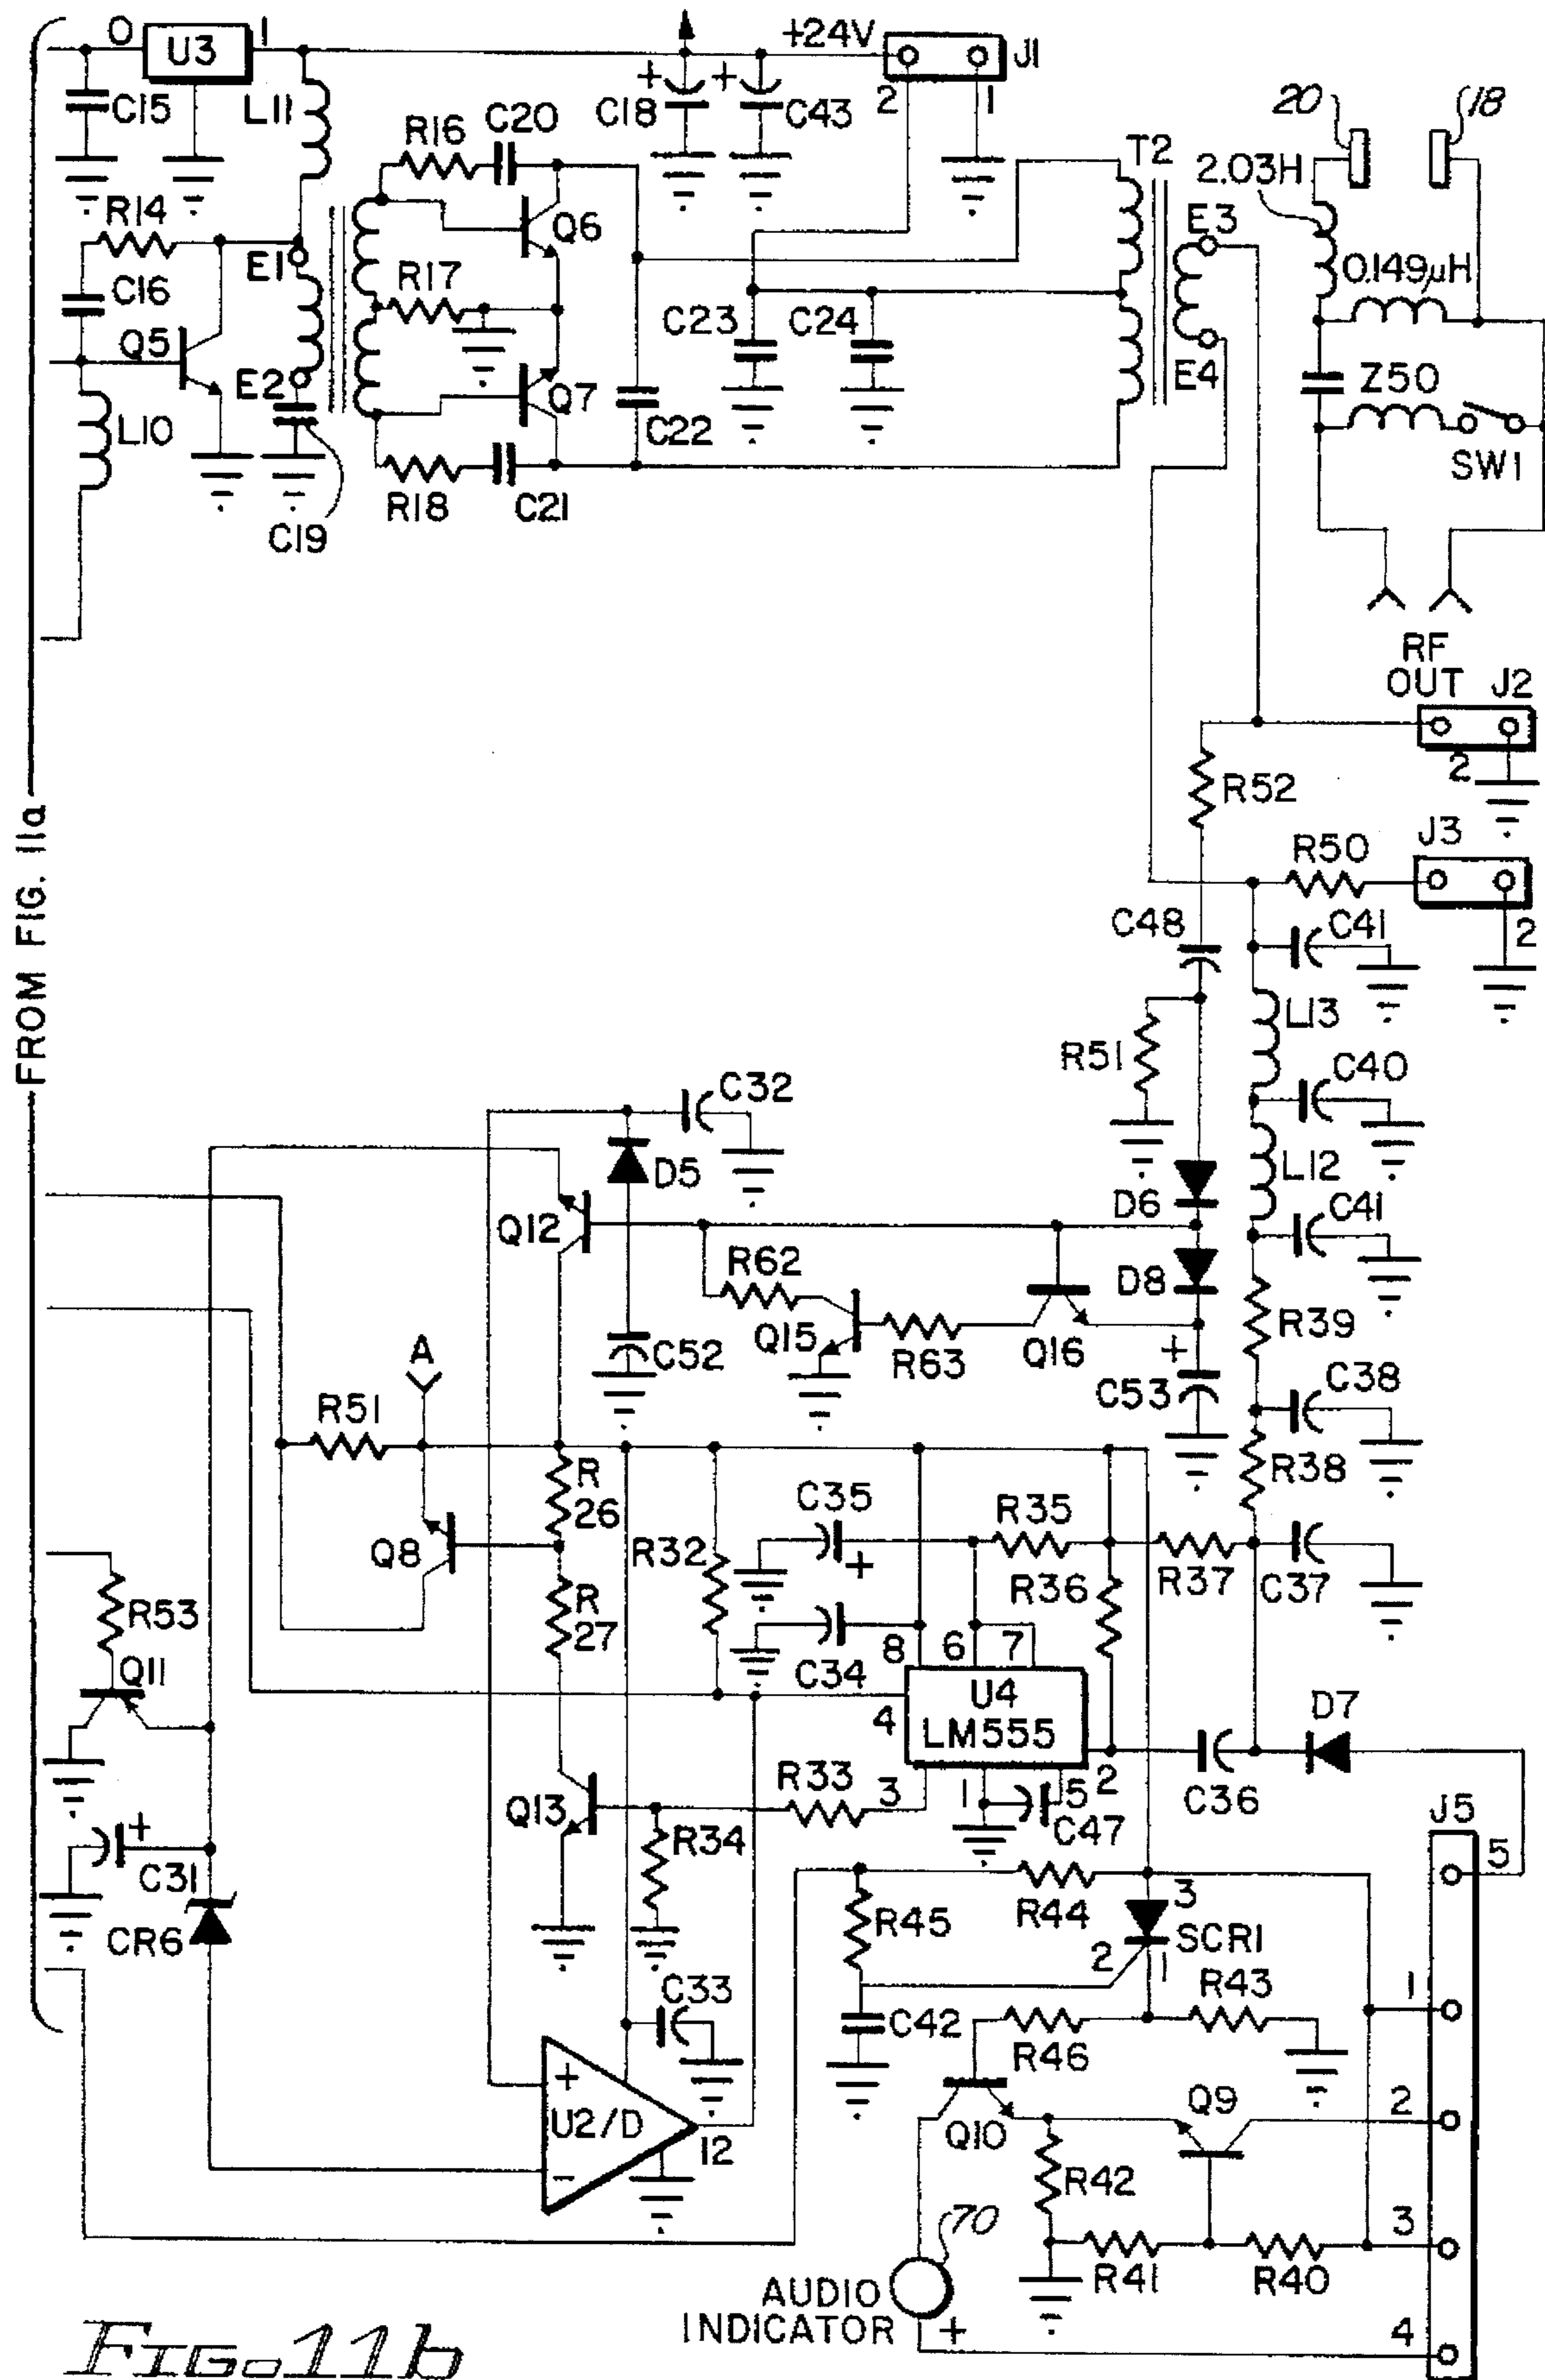 0 U3 1
+24V
J1
C15
L11
R16 C20
C18
C43
2 1
20 18
T2
2.03H
R14
E1
Q6
E3
C16
R17
0.149µH
Q5
C23 C24
E2
Q7
E4
Z50
L10
C22
SW1
R18 C21
C19
RF
OUT J2
2
R52
FROM FIG. 11a
J3
R50
C48
C41
2
L13
R51
C40
C32
D5
L12
D6
Q12
C41
R62
D8
R39
Q15
R63
Q16
C52
+
A
C53
C38
R51
R
26
R38
C35
R35
Q8
R32
+
R36
R37
C37
R
27
R53
8 6 7
Q11
C34
U4
LM555
4
D7
R33
3
1
5 2
C36
Q13
C47
J5
R34
5
+
C31
R45
R44
3
CR6
SCR1
2
1
C33
R43
1
C42
R46
+
Q9
U2/D
2
Q10
12
R42
–
70
3
R41
R40
AUDIO
INDICATOR
+
4
FIG. 11b